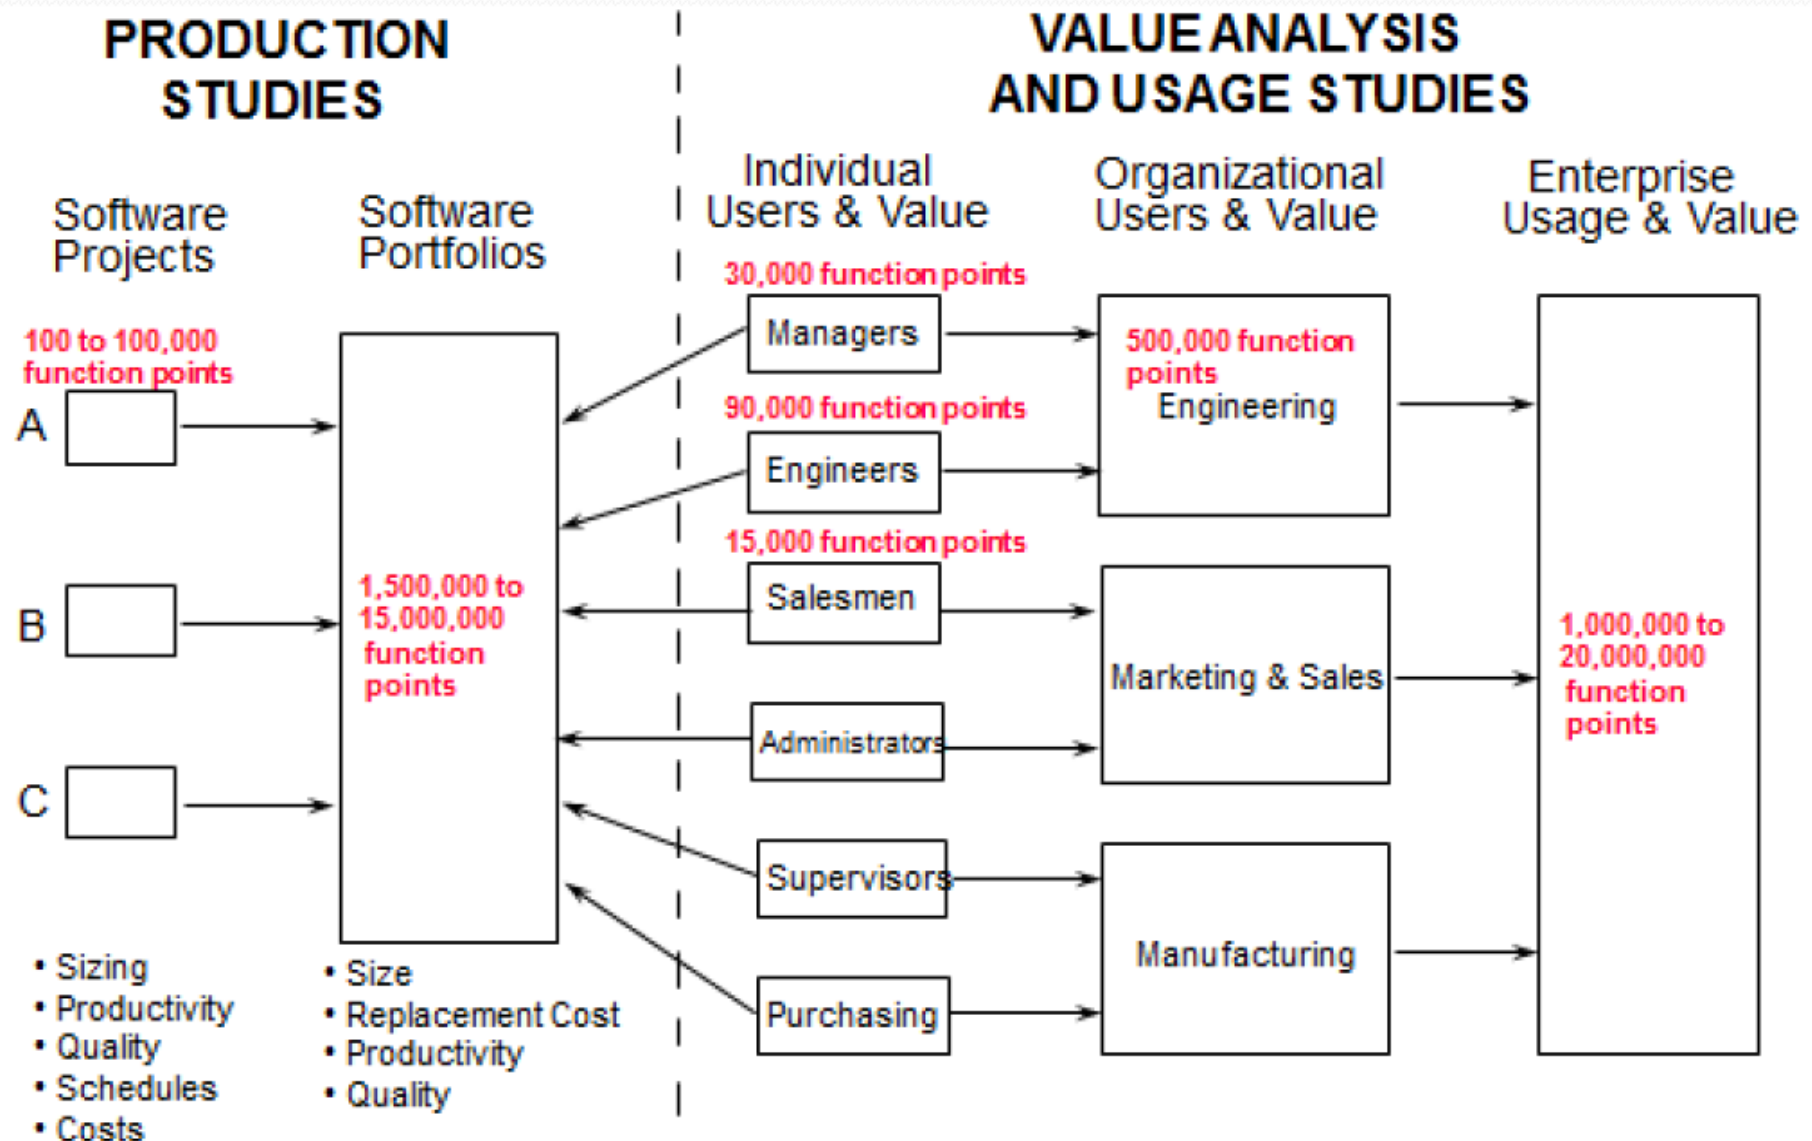 PRODUCTION
STUDIES
VALUE ANALYSIS
AND USAGE STUDIES
Software
Projects
Software
Portfolios
Individual
Users & Value
Organizational
Users & Value
Enterprise
Usage & Value
100 to 100,000
function points
A
B
C
1,500,000 to
15,000,000
function
points
30,000 function points
Managers
90,000 function points
Engineers
15,000 function points
Salesmen
Administrators
Supervisors
Purchasing
500,000 function
points
Engineering
Marketing & Sales
Manufacturing
1,000,000 to
20,000,000
function
points
• Sizing
• Productivity
• Quality
• Schedules
• Costs
• Size
• Replacement Cost
• Productivity
• Quality